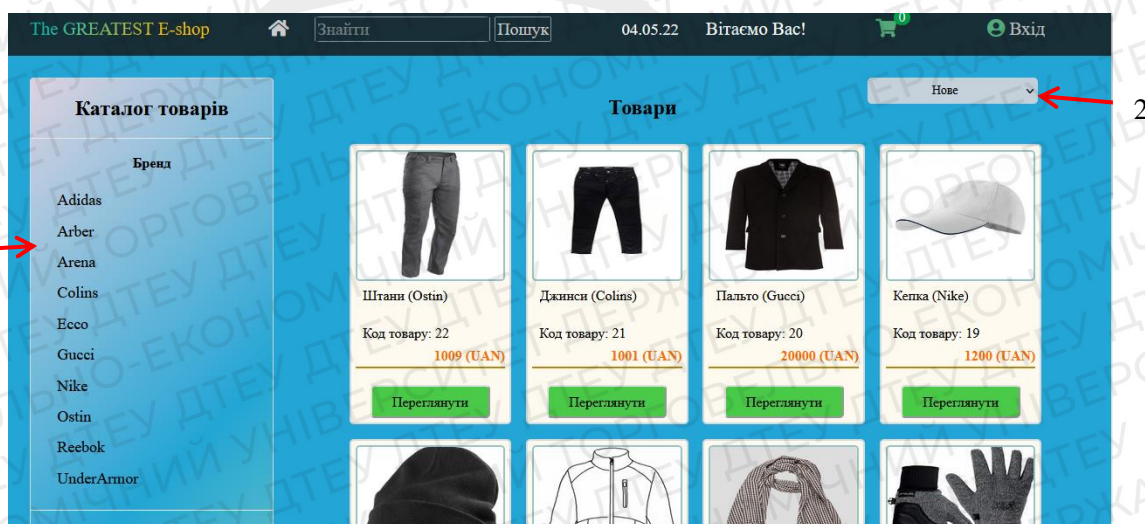 The GREATEST E-shop
Знайти
Пошук
04.05.22
Вітаємо Вас!
0
Вхід
Каталог товарів
Бренд
Adidas
Arber
Arena
Colins
Ecco
Gucci
Nike
Ostin
Reebok
UnderArmor
Товари
Нове
2
Штани (Ostin)
Код товару: 22
1009 (UAN)
Переглянути
Джинси (Colins)
Код товару: 21
1001 (UAN)
Переглянути
Пальто (Gucci)
Код товару: 20
20000 (UAN)
Переглянути
Кепка (Nike)
Код товару: 19
1200 (UAN)
Переглянути